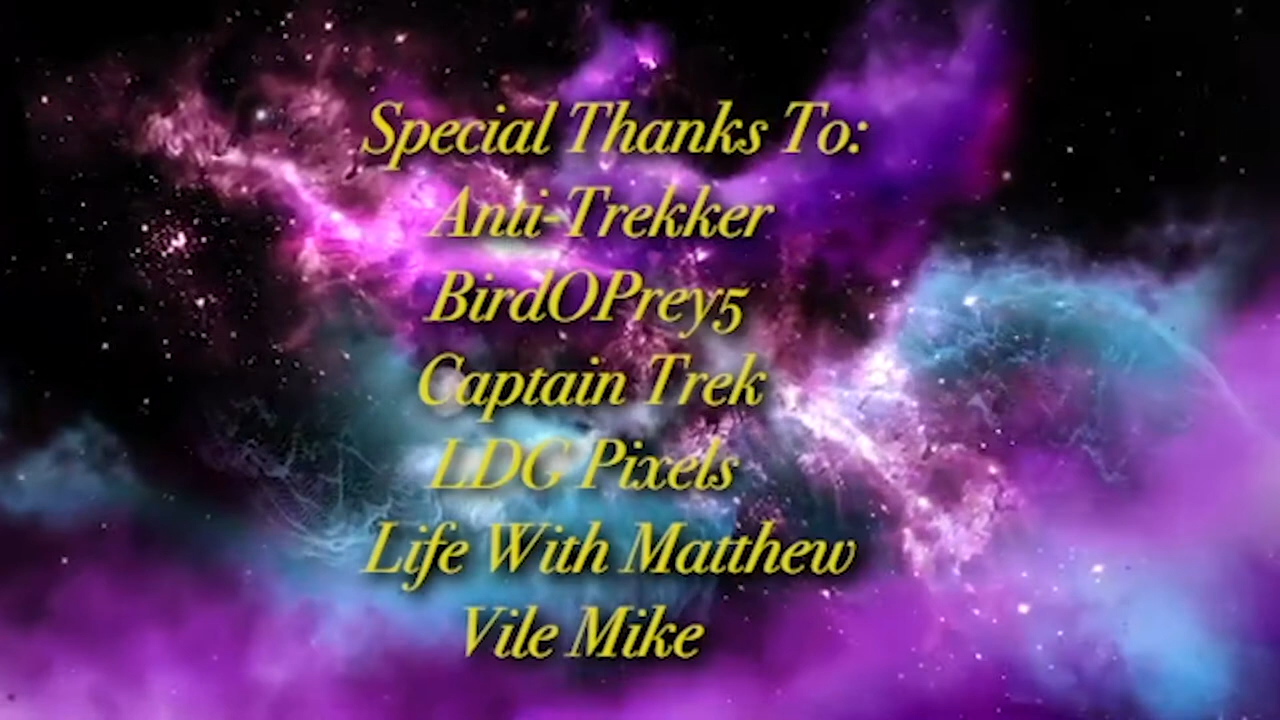 Special Thanks To:
Anti-Trekker
BirdOPrey5
Captain Trek
LDG Pixels
Life With Matthew
Vile Mike